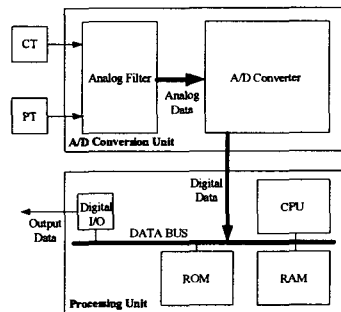 CT
PT
Analog Filter
Analog
Data
A/D Converter
A/D Conversion Unit
Digital
Data
Output
Data
Digital
I/O
DATA BUS
CPU
ROM
RAM
Processing Unit